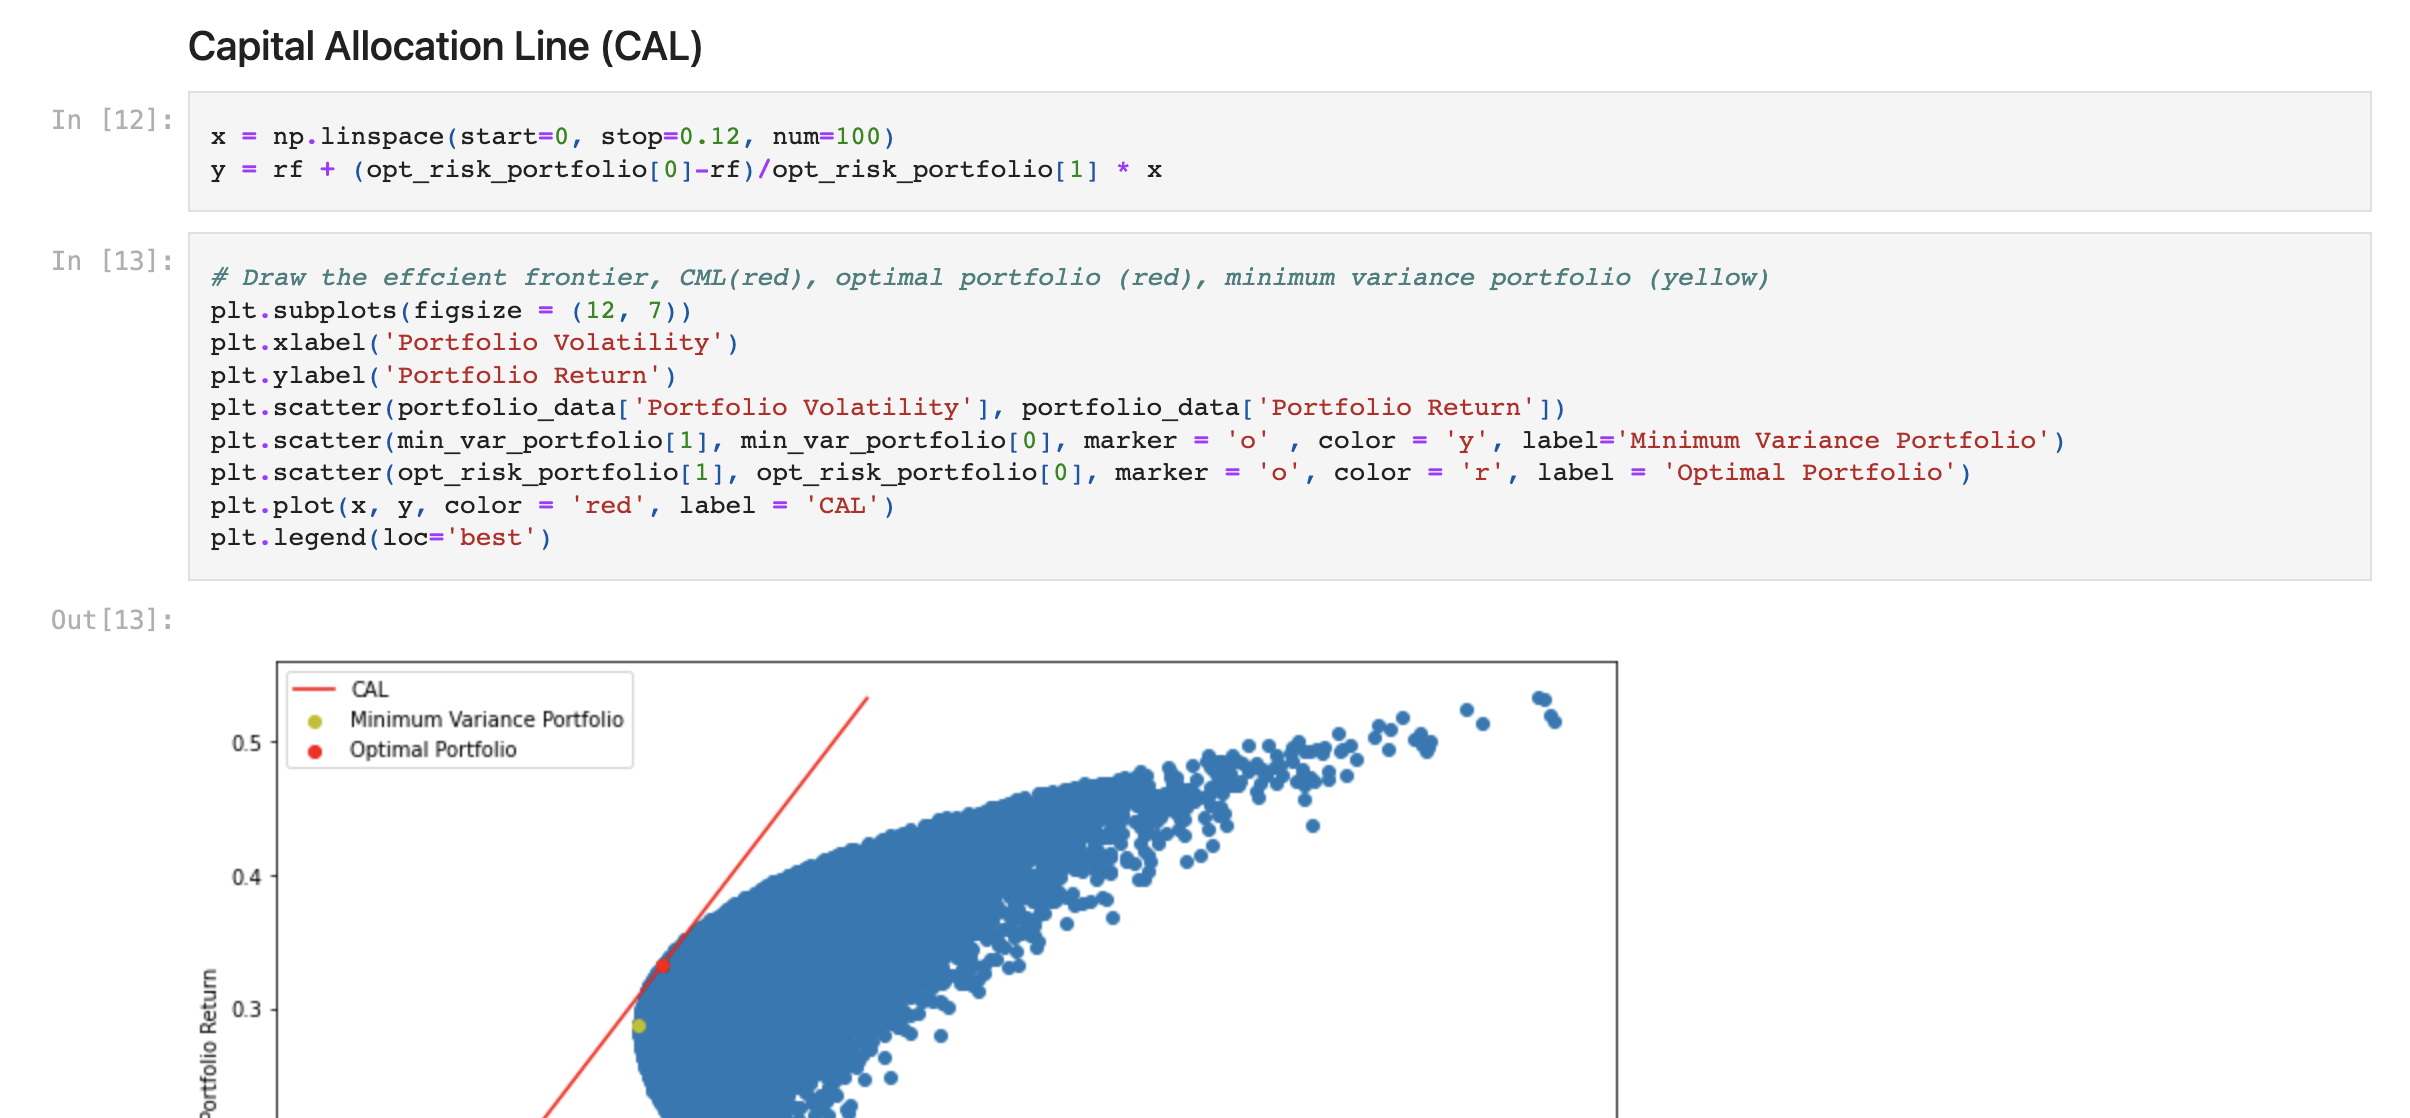 Capital Allocation Line (CAL)
In [12]:
x = np.linspace(start=0, stop=0.12, num=100)
y = rf + (opt_risk_portfolio[0]-rf)/opt_risk_portfolio[1] * x
In [13]:
# Draw the effcient frontier, CML(red), optimal portfolio (red), minimum variance portfolio (yellow)
plt.subplots(figsize = (12, 7))
plt.xlabel('Portfolio Volatility')
plt.ylabel('Portfolio Return')
plt.scatter(portfolio_data['Portfolio Volatility'], portfolio_data['Portfolio Return'])
plt.scatter(min_var_portfolio[1], min_var_portfolio[0], marker = 'o' , color = 'y', label='Minimum Variance Portfolio')
plt.scatter(opt_risk_portfolio[1], opt_risk_portfolio[0], marker = 'o', color = 'r', label = 'Optimal Portfolio')
plt.plot(x, y, color = 'red', label = 'CAL')
plt.legend(loc='best')
Out[13]:
CAL
Minimum Variance Portfolio
Optimal Portfolio
0.5
0.4
0.3
Portfolio Return